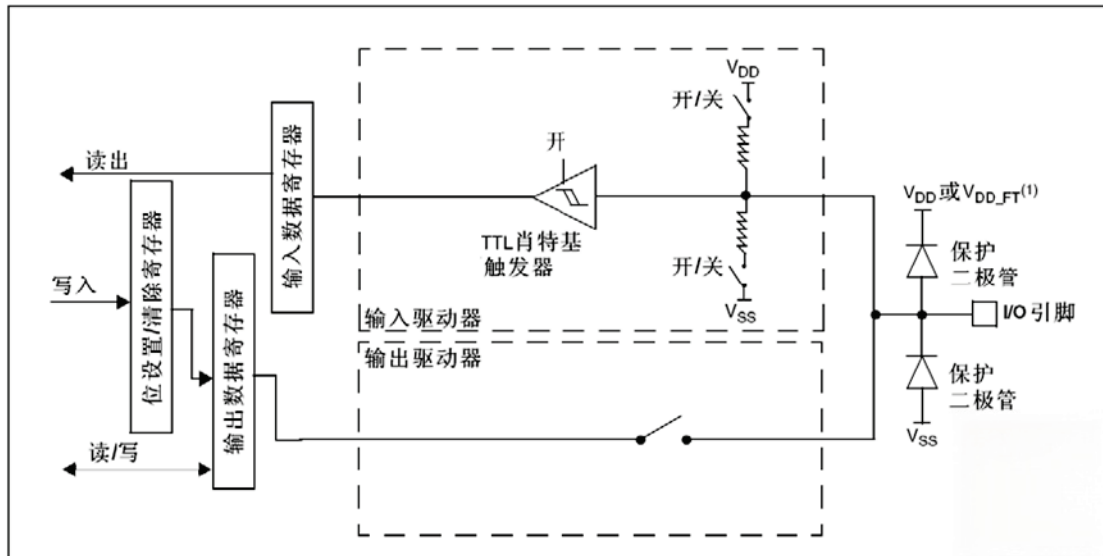 VDD
开/关
开
读出
输入数据寄存器
TTL肖特基
触发器
开/关
VSS
输入驱动器
VDD或VDD_FT(1)
保护
二极管
I/O 引脚
保护
二极管
VSS
写入
位设置/清除寄存器
输出数据寄存器
读/写
输出驱动器